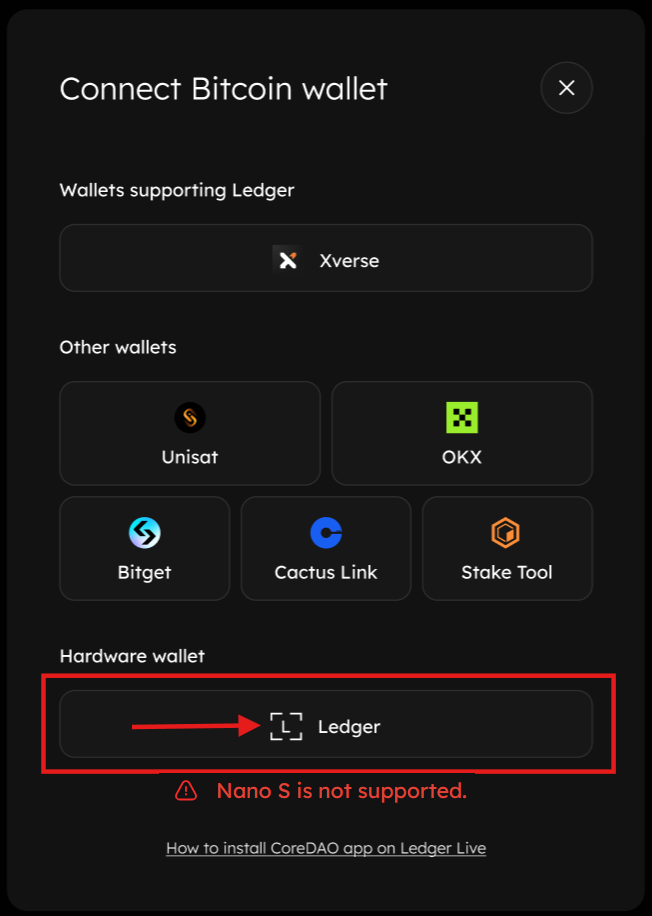 Connect Bitcoin wallet
Wallets supporting Ledger
Xverse
Other wallets
Unisat
OKX
Bitget
Cactus Link
Stake Tool
Hardware wallet
L
Ledger
Nano S is not supported.
How to install CoreDAO app on Ledger Live